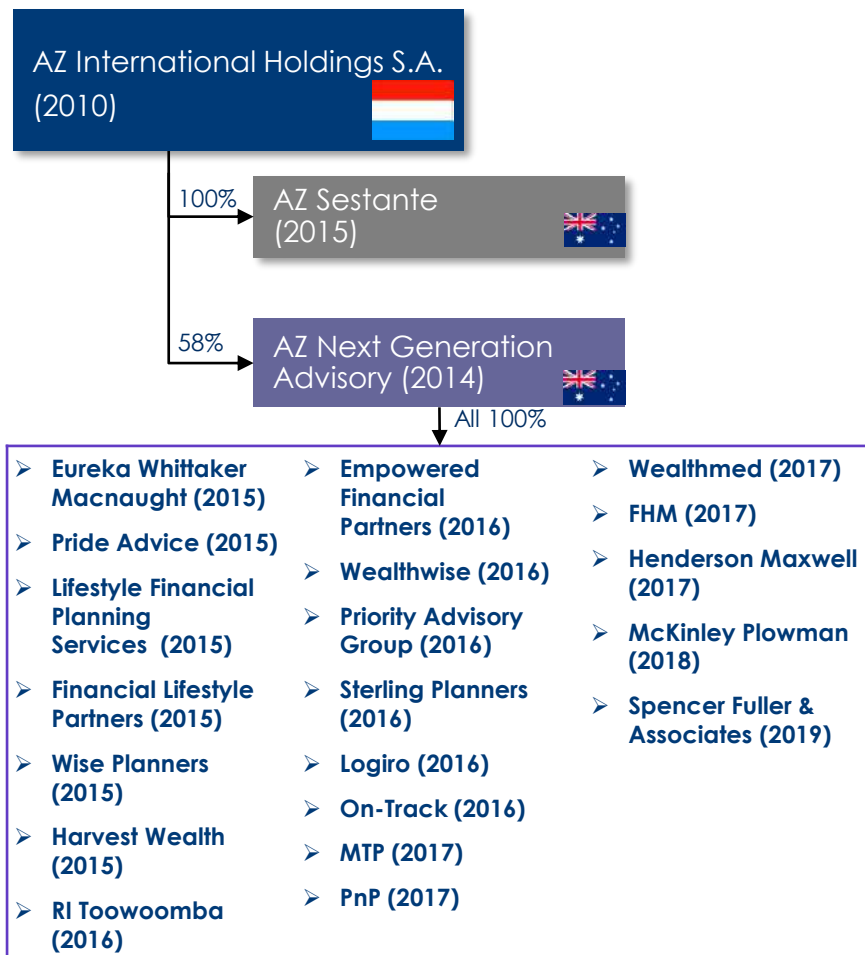 AZ International Holdings S.A.
(2010)
100%
AZ Sestante
(2015)
58%
AZ Next Generation
Advisory (2014)
All 100%
Eureka Whittaker
Macnaught (2015)
Pride Advice (2015)
Lifestyle Financial
Planning
Services (2015)
Financial Lifestyle
Partners (2015)
Wise Planners
(2015)
Harvest Wealth
(2015)
RI Toowoomba
(2016)
Empowered
Financial
Partners (2016)
Wealthwise (2016)
Priority Advisory
Group (2016)
Sterling Planners
(2016)
Logiro (2016)
On-Track (2016)
MTP (2017)
PnP (2017)
Wealthmed (2017)
FHM (2017)
Henderson Maxwell
(2017)
McKinley Plowman
(2018)
Spencer Fuller &
Associates (2019)